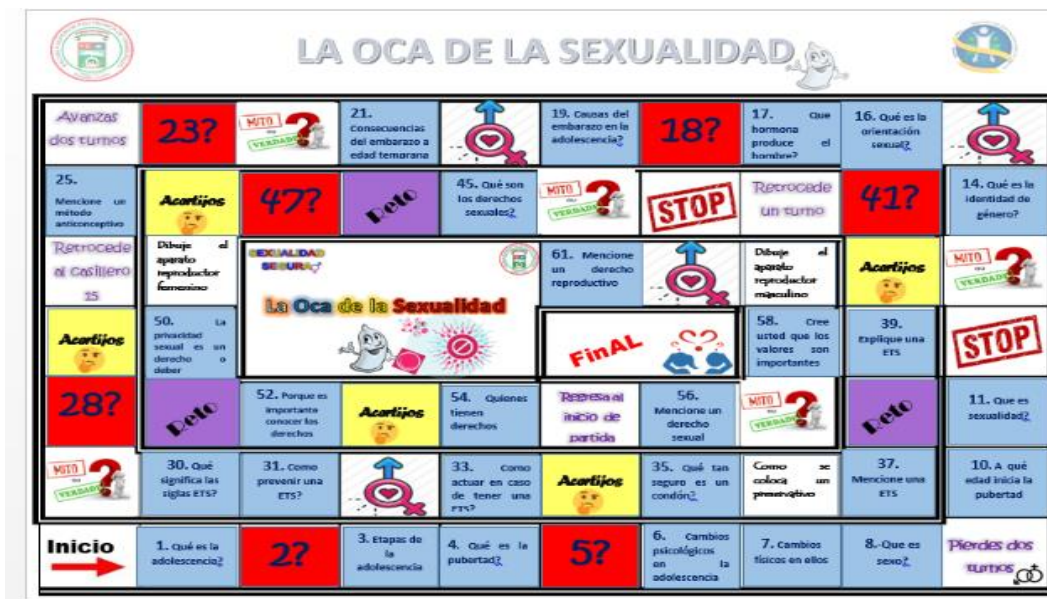 LA OCA DE LA SEXUALIDAD
Avanzas
dos turnos
23?
MITO
VERDAD
21.
Consecuencias
del embarazo a
edad temprana
19. Causas del
embarazo en la
adolescencia?
18?
17. Que
hormona
produce el
hombre?
16. Qué es la
orientación
sexual?
25.
Mencione un
método
anticonceptivo
Acertijos
47?
Reto
45. Qué son
los derechos
sexuales?
MITO
VERDAD
STOP
Retrocede
un turno
41?
14. Qué es la
identidad de
género?
Retrocede
al casillero
15
Dibuje el
aparato
reproductor
femenino
SEXUALIDAD
SEGURA
La Oca de la Sexualidad
61. Mencione
un derecho
reproductivo
Dibuje el
aparato
reproductor
masculino
Acertijos
MITO
VERDAD
Acertijos
50. La
privacidad
sexual es un
derecho o
deber
FinAL
58. Cree
usted que los
valores son
importantes
39.
Explique una
ETS
STOP
28?
Reto
52. Porque es
importante
conocer los
derechos
Acertijos
54. Quienes
tienen
derechos
Regresa al
inicio de
partida
56.
Mencione un
derecho
sexual
MITO
VERDAD
Reto
11. Que es
sexualidad?
MITO
VERDAD
30. Qué
significa las
siglas ETS?
31. Como
prevenir una
ETS?
33. Como
actuar en caso
de tener una
ETS?
Acertijos
35. Qué tan
seguro es un
condón?
Como se
coloca un
preservativo
37.
Mencione una
ETS
10. A qué
edad inicia la
pubertad
Inicio
1. Qué es la
adolescencia?
2?
3. Etapas de
la
adolescencia
4. Qué es la
pubertad?
5?
6. Cambios
psicológicos
en la
adolescencia
7. Cambios
físicos en ellos
8.-Que es
sexo?
Pierdes dos
turnos